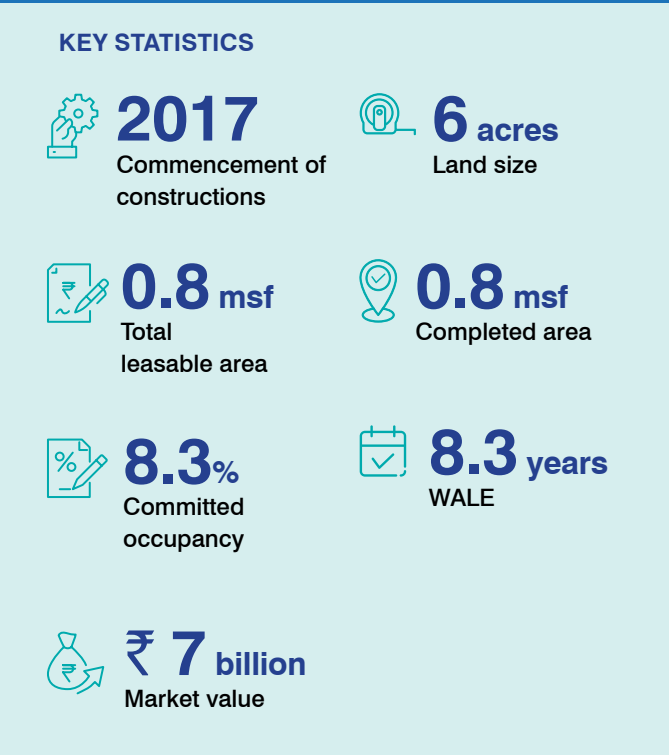 KEY STATISTICS
2017
Commencement of
constructions
6 acres
Land size
₹
0.8 msf
Total
leasable area
0.8 msf
Completed area
%
8.3%
Committed
occupancy
8.3 years
WALE
₹
₹ 7 billion
Market value